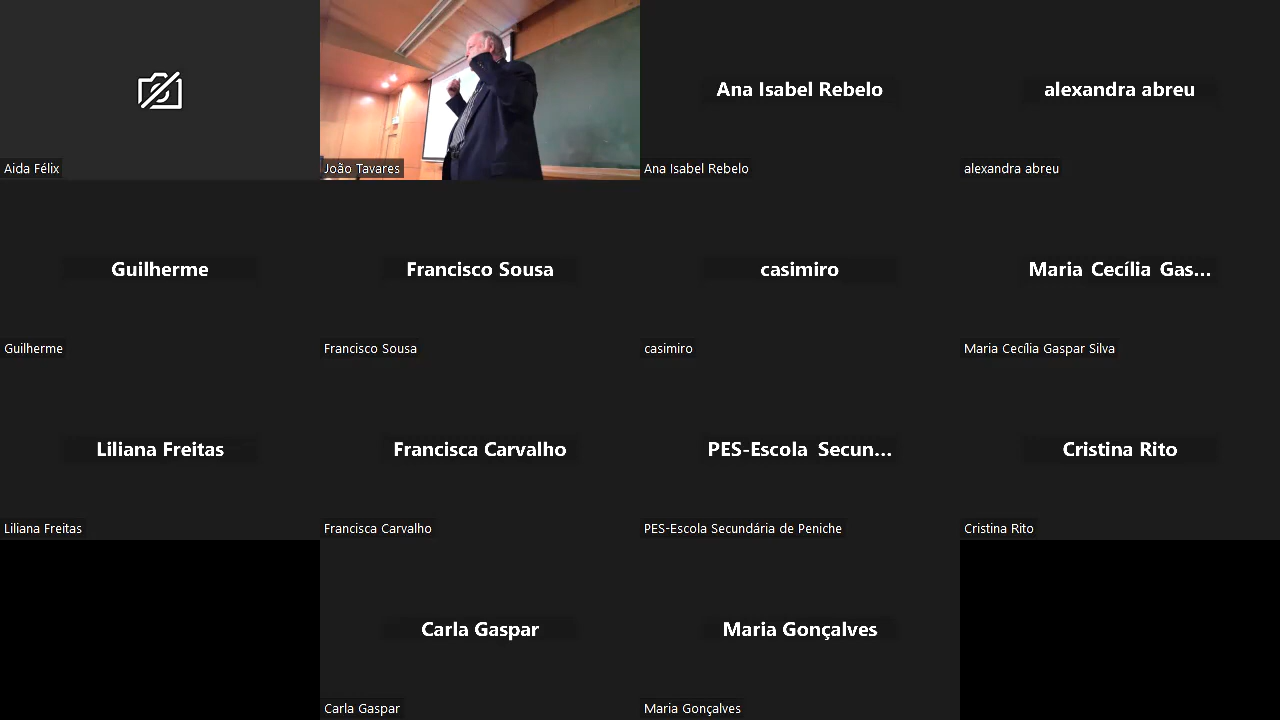 Aida Félix
João Tavares
Ana Isabel Rebelo
Ana Isabel Rebelo
alexandra abreu
alexandra abreu
Guilherme
Guilherme
Francisco Sousa
Francisco Sousa
casimiro
casimiro
Maria Cecília Gas...
Maria Cecília Gaspar Silva
Liliana Freitas
Liliana Freitas
Francisca Carvalho
Francisca Carvalho
PES-Escola Secun...
PES-Escola Secundária de Peniche
Cristina Rito
Cristina Rito
Carla Gaspar
Carla Gaspar
Maria Gonçalves
Maria Gonçalves